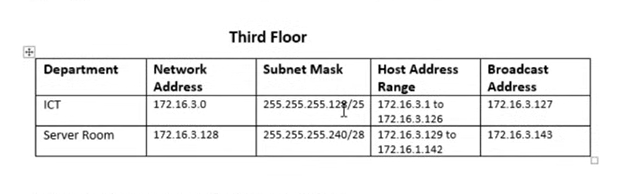 Third Floor
Department Network Address Subnet Mask Host Address Range Broadcast Address
ICT 172.16.3.0 255.255.255.128/25 172.16.3.1 to 172.16.3.126 172.16.3.127
Server Room 172.16.3.128 255.255.255.240/28 172.16.3.129 to 172.16.1.142 172.16.3.143